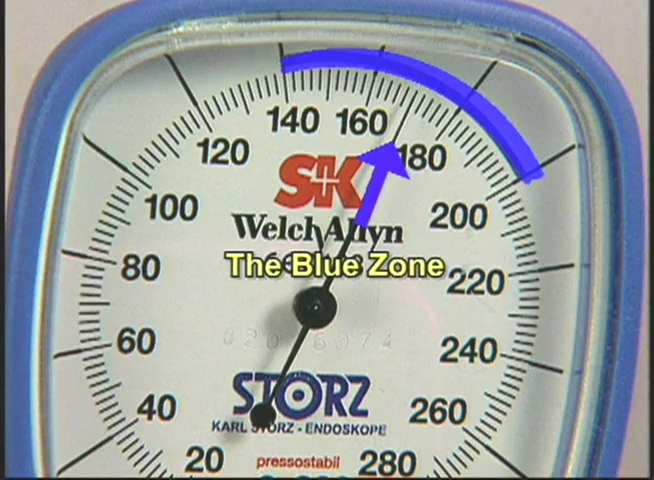 140 160
120 180
SK
100 200
Welch Allyn
The Blue Zone
80 220
60 240
STORZ
40 260
KARL STORZ - ENDOSKOPE
20 pressostabil 280